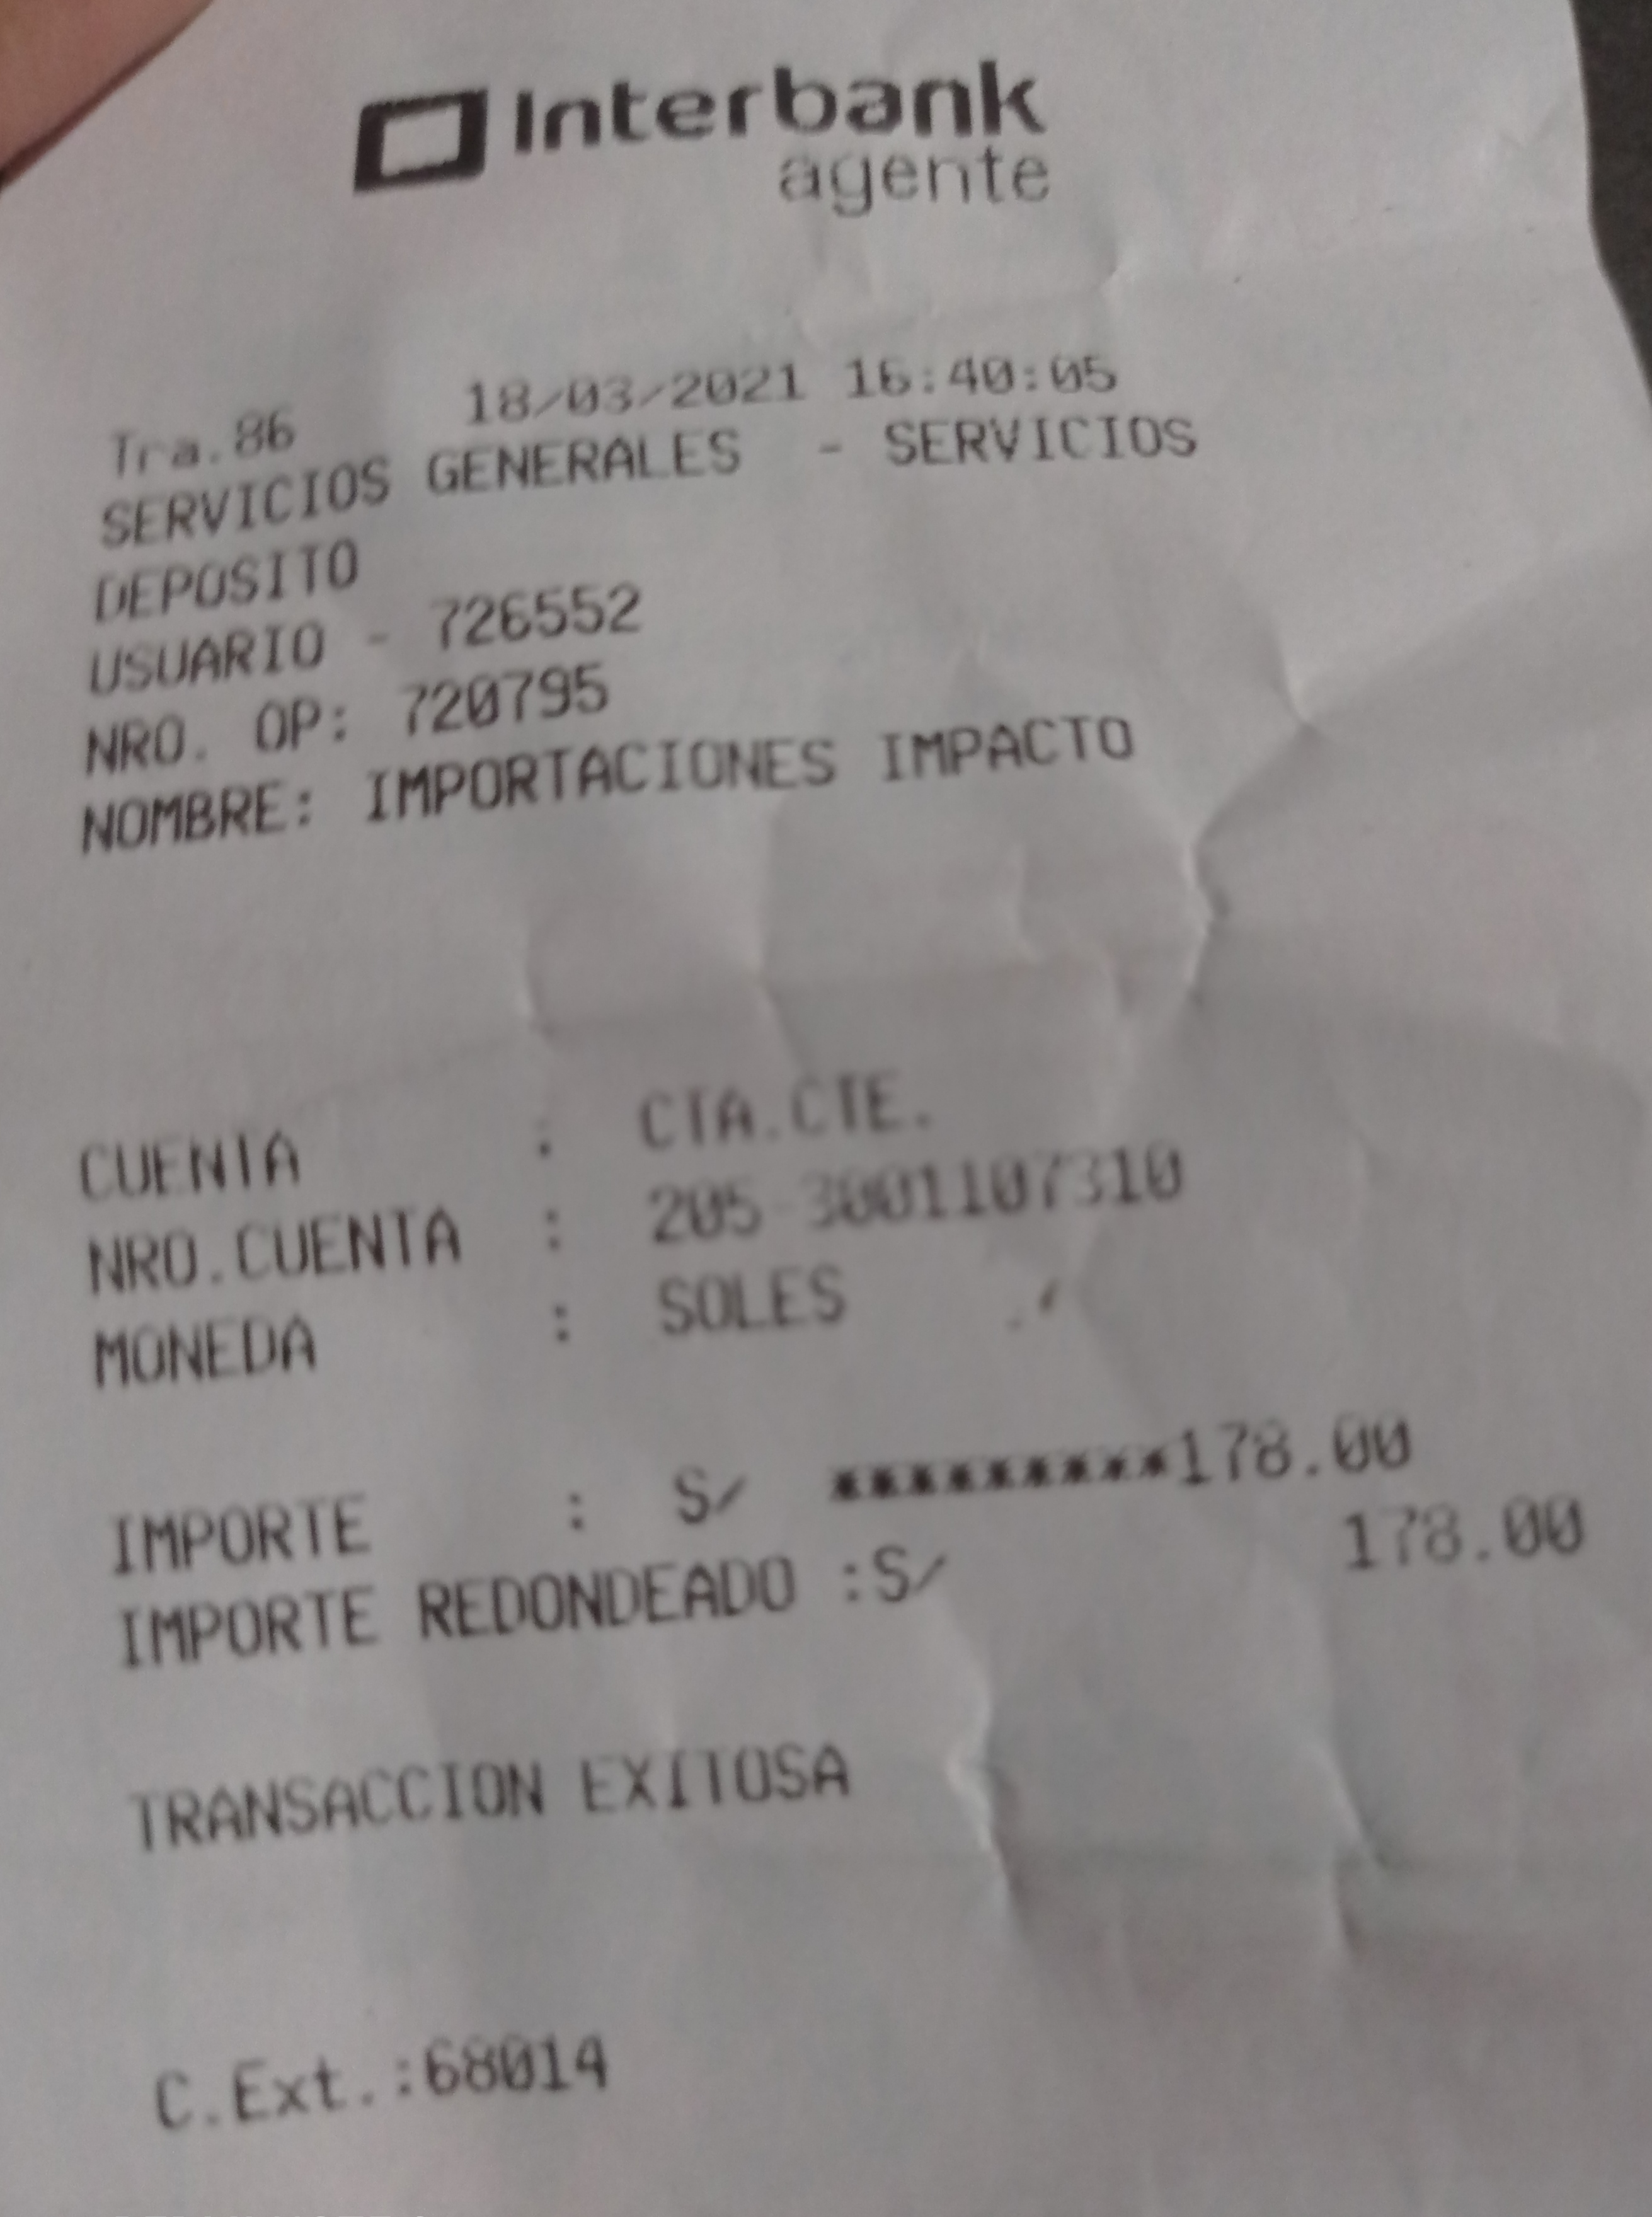 Interbank
agente
Tra.86 18/03/2021 16:40:05
SERVICIOS GENERALES - SERVICIOS
DEPOSITO
USUARIO - 726552
NRO. OP: 720795
NOMBRE: IMPORTACIONES IMPACTO
CUENTA : CTA.CTE.
NRO.CUENTA : 205-3001107310
MONEDA : SOLES
IMPORTE : S/ *********178.00
IMPORTE REDONDEADO :S/ 178.00
TRANSACCION EXITOSA
C.Ext.:68014